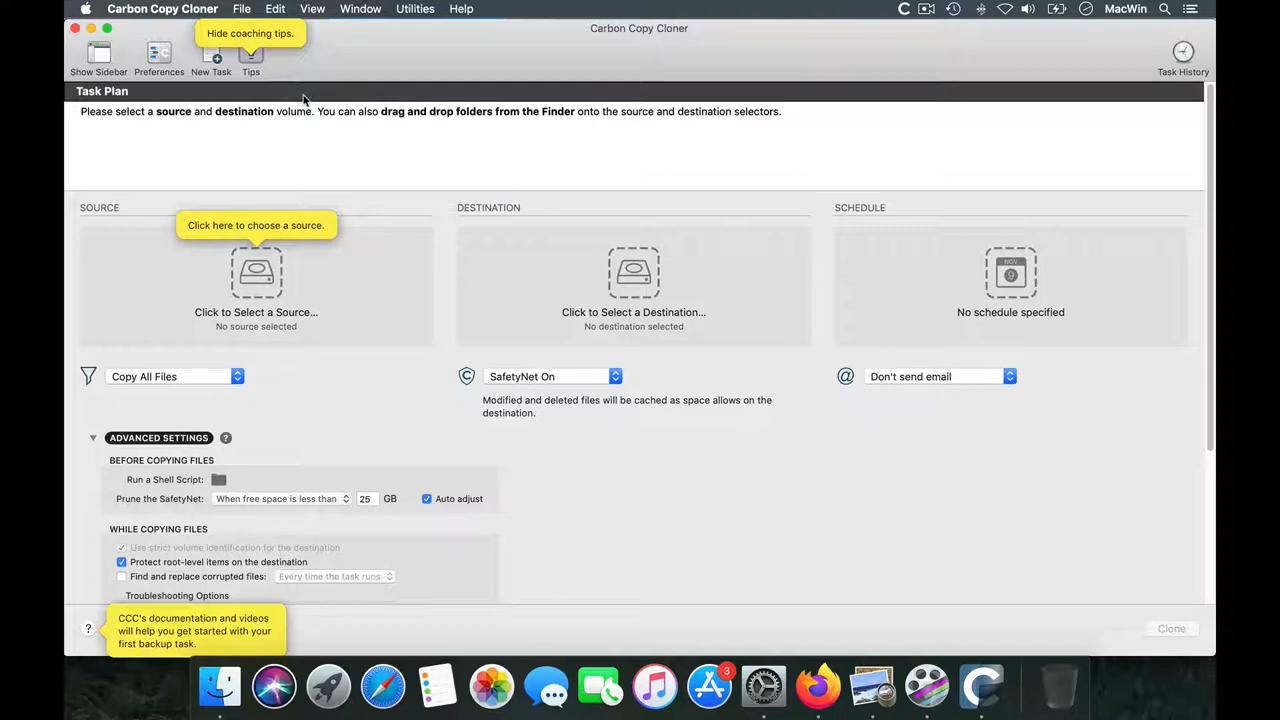 Carbon Copy Cloner File Edit View Window Utilities Help MacWin
Hide coaching tips.
Carbon Copy Cloner
Show Sidebar Preferences New Task Tips Task History
Task Plan
Please select a source and destination volume. You can also drag and drop folders from the Finder onto the source and destination selectors.
SOURCE DESTINATION SCHEDULE
Click here to choose a source.
NOV
9
Click to Select a Source... Click to Select a Destination... No schedule specified
No source selected No destination selected
Copy All Files SafetyNet On Don't send email
Modified and deleted files will be cached as space allows on the
destination.
ADVANCED SETTINGS ?
BEFORE COPYING FILES
Run a Shell Script:
Prune the SafetyNet: When free space is less than 25 GB Auto adjust
WHILE COPYING FILES
Use strict volume identification for the destination
Protect root-level items on the destination
Find and replace corrupted files: Every time the task runs
Troubleshooting Options
CCC's documentation and videos
will help you get started with your
first backup task.
? Clone
3